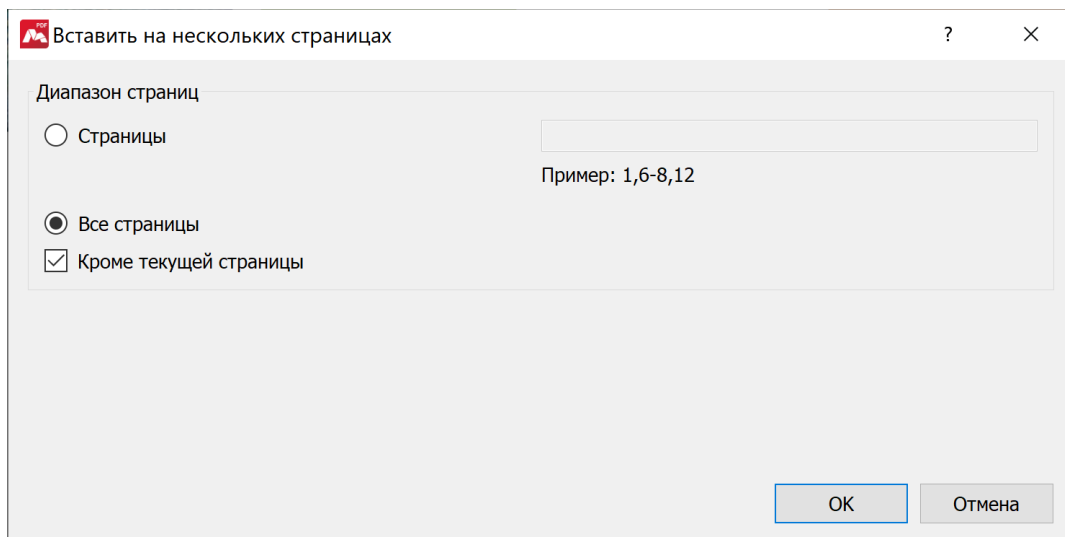 PDF
Вставить на нескольких страницах
?
Диапазон страниц
Страницы
Пример: 1,6-8,12
Все страницы
Кроме текущей страницы
OK
Отмена